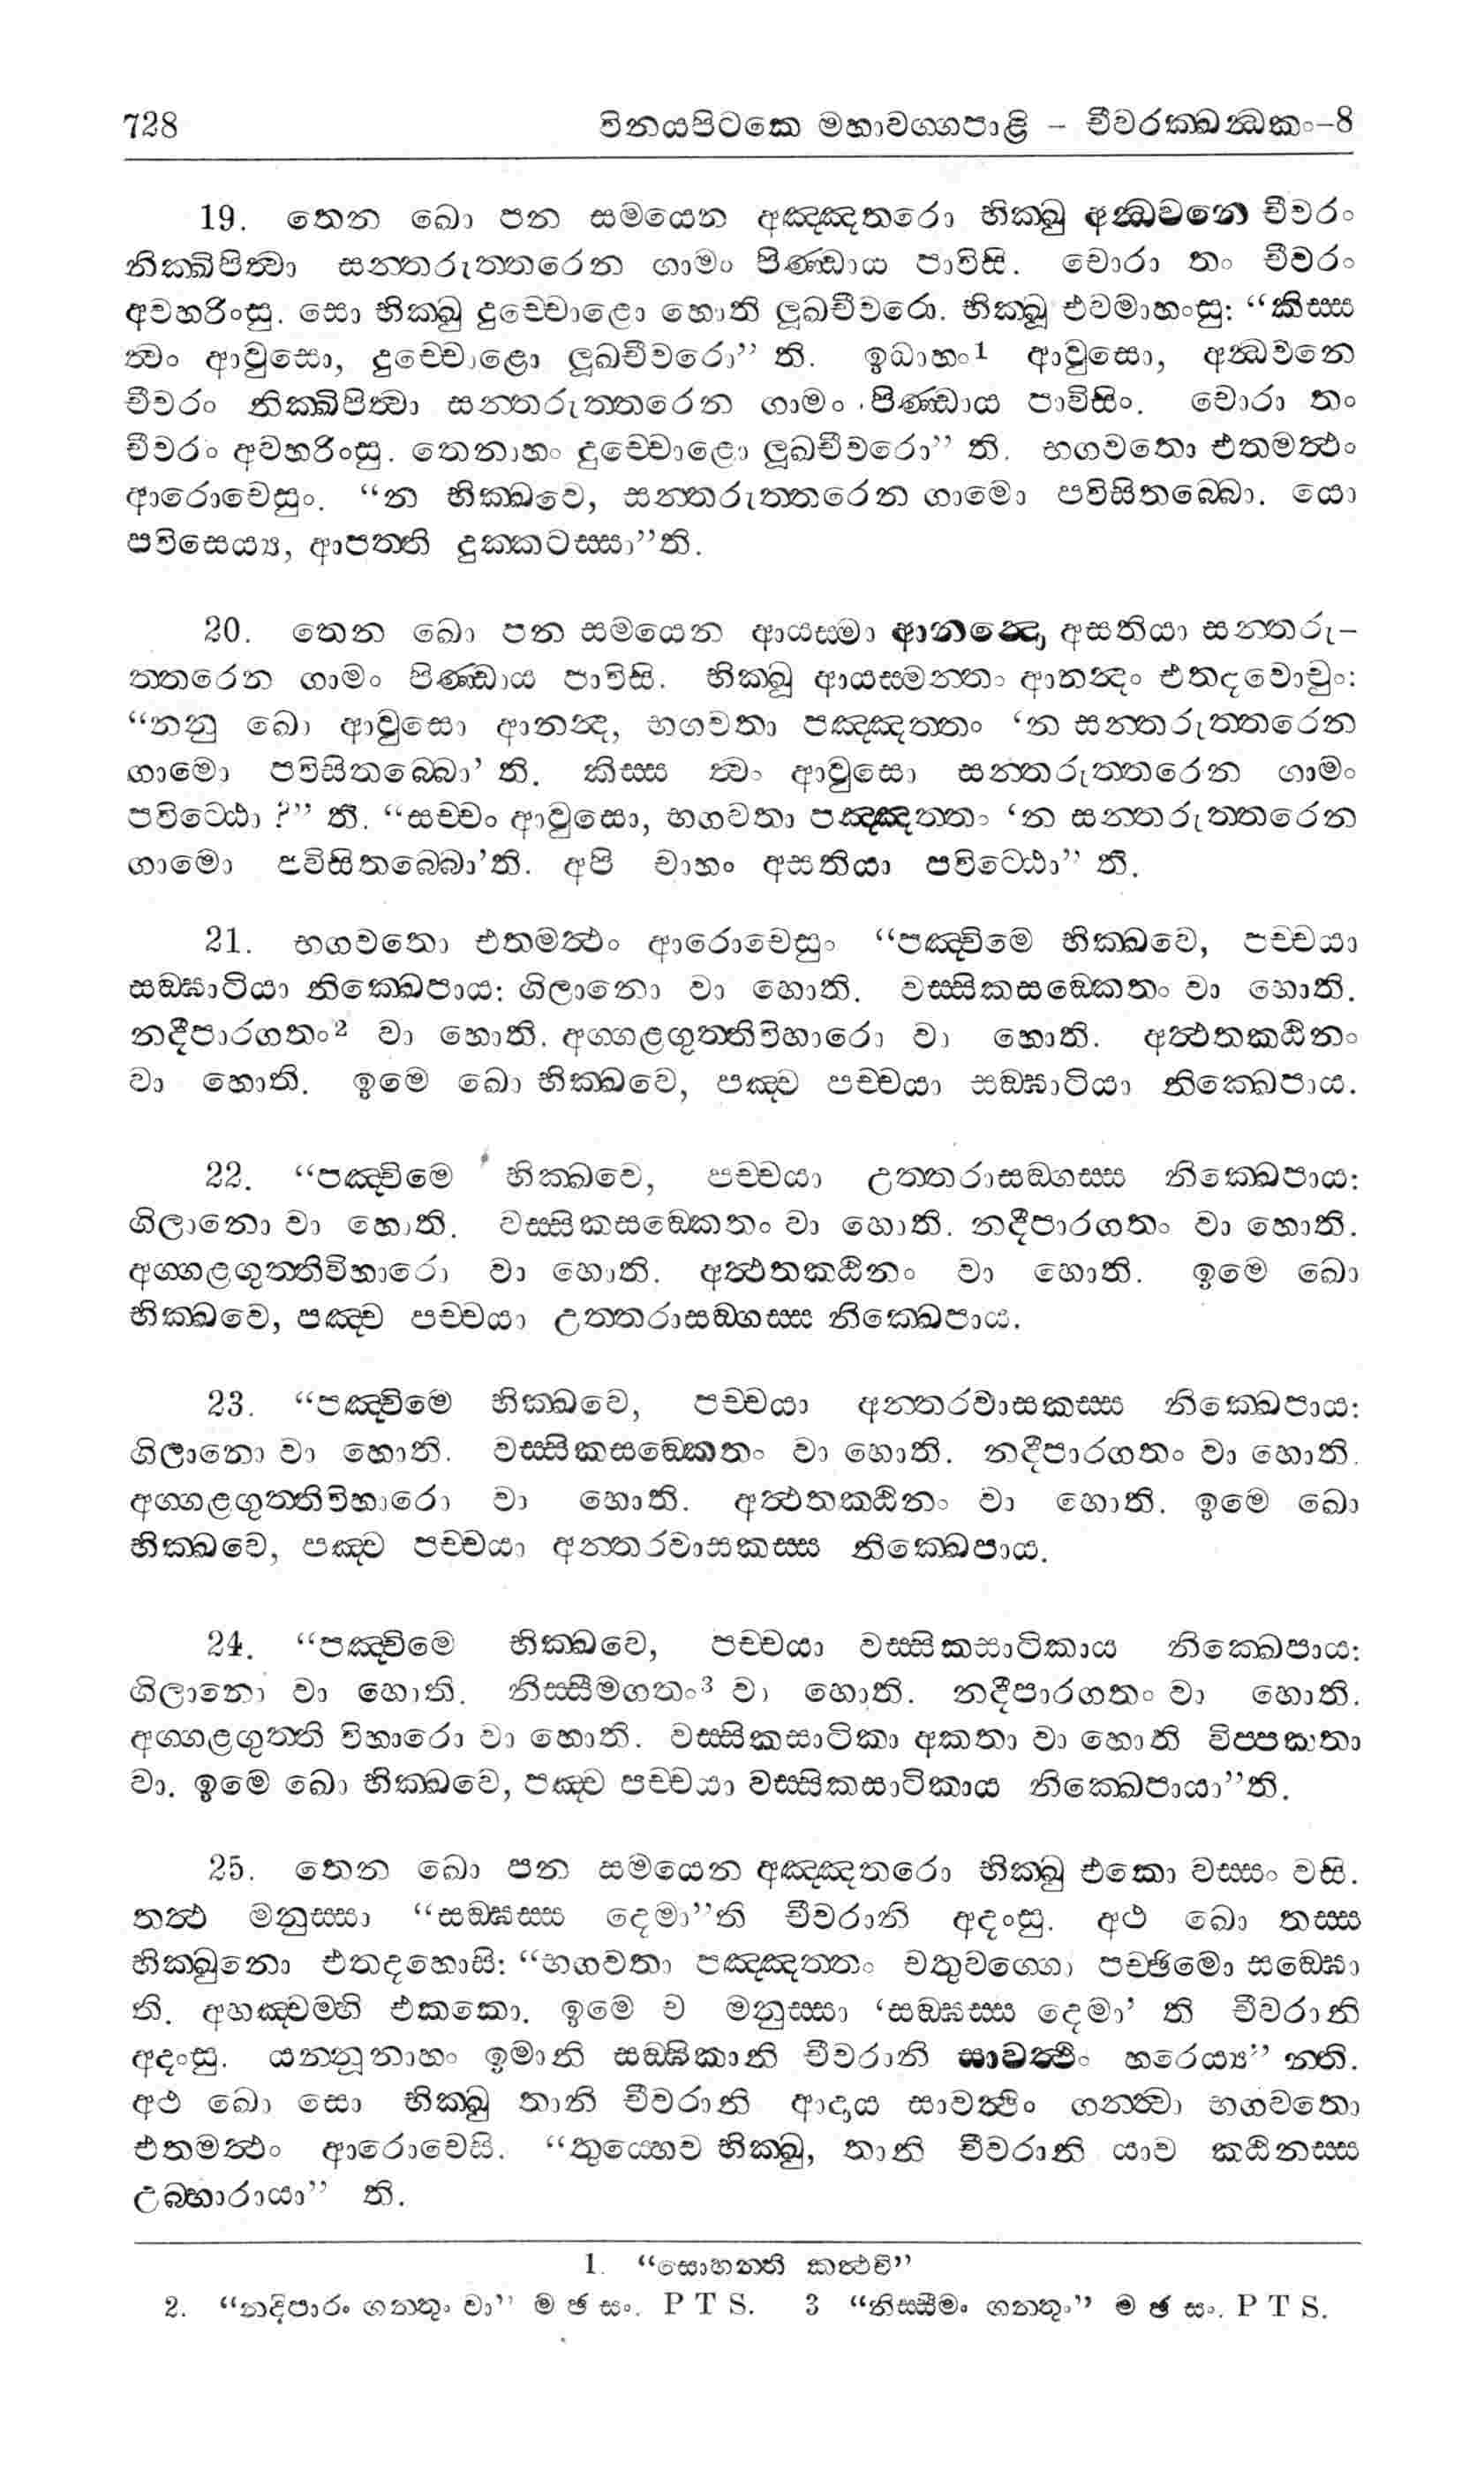 728 විනයපිටකෙ මහාවග්ගපාළි – චීවරක්ඛන්ධකං–8
19. තෙන ඛො පන සමයෙන අඤ්ඤතරො භික්ඛු අන්ධවනෙ චීවරං
නික්ඛිපිත්වා සන්තරුත්තරෙන ගාමං පිණ්ඩාය පාවිසි. චොරා තං චීවරං
අවහරිංසු. සො භික්ඛු දුච්චොළො හොති ලූඛචීවරො. භික්ඛූ එවමාහංසු: “කිස්ස
ත්වං ආවුසො, දුච්චොළො ලූඛචීවරො” ති. ඉධාහං1 ආවුසො, අන්ධවනෙ
චීවරං නික්ඛිපිත්වා සන්තරුත්තරෙන ගාමං පිණ්ඩාය පාවිසිං. චොරා තං
චීවරං අවහරිංසු. තෙනාහං දුච්චොළො ලූඛචීවරො” ති. භගවතො එතමත්ථං
ආරොචෙසුං. “න භික්ඛවෙ, සන්තරුත්තරෙන ගාමො පවිසිතබ්බො. යො
පවිසෙය්‍ය, ආපත්ති දුක්කටස්සා”ති.
20. තෙන ඛො පන සමයෙන ආයස්මා ආනන්දො අසතියා සන්තරු–
ත්තරෙන ගාමං පිණ්ඩාය පාවිසි. භික්ඛූ ආයස්මන්තං ආනන්දං එතදවොචුං:
“නනු ඛො ආවුසො ආනන්ද, භගවතා පඤ්ඤත්තං ‘න සන්තරුත්තරෙන
ගාමො පවිසිතබ්බො’ ති. කිස්ස ත්වං ආවුසො සන්තරුත්තරෙන ගාමං
පවිට්ඨො ?” ති. “සච්චං ආවුසො, භගවතා පඤ්ඤත්තං ‘න සන්තරුත්තරෙන
ගාමො පවිසිතබ්බො’ති. අපි චාහං අසතියා පවිට්ඨො” ති.
21. භගවතො එතමත්ථං ආරොචෙසුං “පඤ්චිමෙ භික්ඛවෙ, පච්චයා
සඞ්ඝාටියා නික්ඛෙපාය: ගිලානො වා හොති. වස්සිකසඞ්කෙතං වා හොති.
නදීපාරගතං2 වා හොති. අග්ගළගුත්තිවිහාරො වා හොති. අත්ථතකඨිනං
වා හොති. ඉමෙ ඛො භික්ඛවෙ, පඤ්ච පච්චයා සඞ්ඝාටියා නික්ඛෙපාය.
22. “පඤ්චිමෙ භික්ඛවෙ, පච්චයා උත්තරාසඞ්ගස්ස නික්ඛෙපාය:
ගිලානො වා හොති. වස්සිකසඞ්කෙතං වා හොති. නදීපාරගතං වා හොති.
අග්ගළගුත්තිවිහාරො වා හොති. අත්ථතකඨිනං වා හොති. ඉමෙ ඛො
භික්ඛවෙ, පඤ්ච පච්චයා උත්තරාසඞ්ගස්ස නික්ඛෙපාය.
23. “පඤ්චිමෙ භික්ඛවෙ, පච්චයා අන්තරවාසකස්ස නික්ඛෙපාය:
ගිලානො වා හොති. වස්සිකසඞ්කෙතං වා හොති. නදීපාරගතං වා හොති.
අග්ගළගුත්තිවිහාරො වා හොති. අත්ථතකඨිනං වා හොති. ඉමෙ ඛො
භික්ඛවෙ, පඤ්ච පච්චයා අන්තරවාසකස්ස නික්ඛෙපාය.
24. “පඤ්චිමෙ භික්ඛවෙ, පච්චයා වස්සිකසාටිකාය නික්ඛෙපාය:
ගිලානො වා හොති. නිස්සීමගතං3 වා හොති. නදීපාරගතං වා හොති.
අග්ගළගුත්ති විහාරො වා හොති. වස්සිකසාටිකා අකතා වා හොති විප්පකතා
වා. ඉමෙ ඛො භික්ඛවෙ, පඤ්ච පච්චයා වස්සිකසාටිකාය නික්ඛෙපායා”ති.
25. තෙන ඛො පන සමයෙන අඤ්ඤතරො භික්ඛු එකො වස්සං වසි.
තත්ථ මනුස්සා “සඞ්ඝස්ස දෙමා”ති චීවරානි අදංසු. අථ ඛො තස්ස
භික්ඛුනො එතදහොසි: “භගවතා පඤ්ඤත්තං චතුවග්ගො පච්ඡිමො සඞ්ඝො
ති. අහඤ්චම්හි එකකො. ඉමෙ ච මනුස්සා ‘සඞ්ඝස්ස දෙමා’ ති චීවරානි
අදංසු. යන්නූනාහං ඉමානි සඞ්ඝිකානි චීවරානි සාවත්ථිං හරෙය්‍ය” න්ති.
අථ ඛො සො භික්ඛු තානි චීවරානි ආදාය සාවත්ථිං ගන්ත්වා භගවතො
එතමත්ථං ආරොචෙසි. “තුය්හෙව භික්ඛු, තානි චීවරානි යාව කඨිනස්ස
උබ්භාරායා” ති.
1. “සොහන්ති කත්ථචි”
2. “නදිපාරං ගන්තුං වා” ම ඡ සං. P T S. 3 “නිස්සීමං ගන්තුං” ම ඡ සං. P T S.